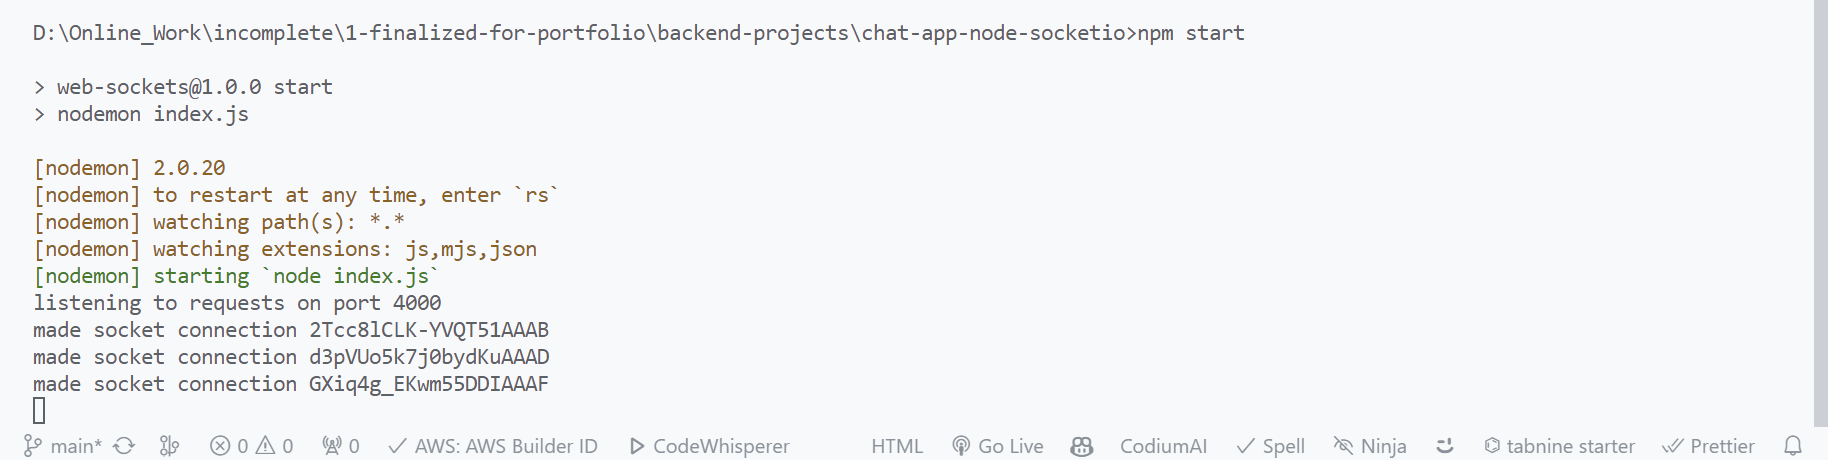 D:\Online_Work\incomplete\1-finalized-for-portfolio\backend-projects\chat-app-node-socketio>npm start
> web-sockets@1.0.0 start
> nodemon index.js
[nodemon] 2.0.20
[nodemon] to restart at any time, enter `rs`
[nodemon] watching path(s): *.*
[nodemon] watching extensions: js,mjs,json
[nodemon] starting `node index.js`
listening to requests on port 4000
made socket connection 2Tcc8lCLK-YVQT51AAAB
made socket connection d3pVUo5k7j0bydKuAAAD
made socket connection GXiq4g_EKwm55DDIAAAF
main* 0 0 0 AWS: AWS Builder ID CodeWhisperer HTML Go Live CodiumAI Spell Ninja tabnine starter Prettier